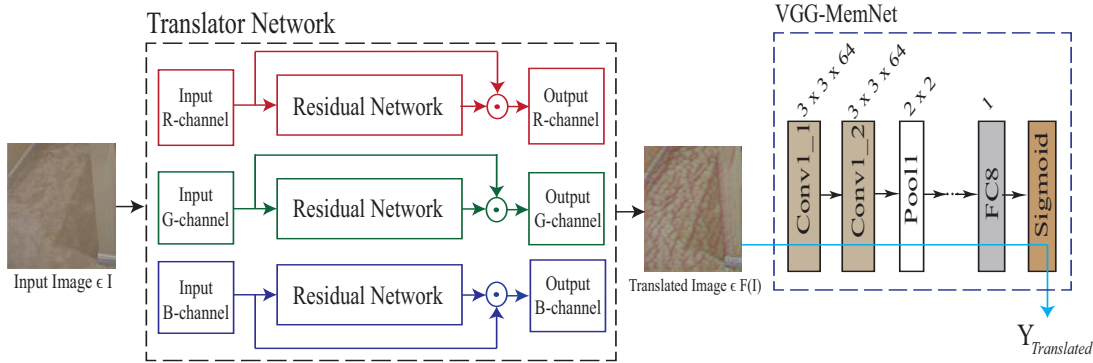 Translator Network
Input
R-channel
Residual Network
Output
R-channel
Input
G-channel
Residual Network
Output
G-channel
Input
B-channel
Residual Network
Output
B-channel
Input Image ϵ I
Translated Image ϵ F(I)
VGG-MemNet
3 x 3 x 64
3 x 3 x 64
2 x 2
1
Conv1_1
Conv1_2
Pool1
...
FC8
Sigmoid
Y Translated